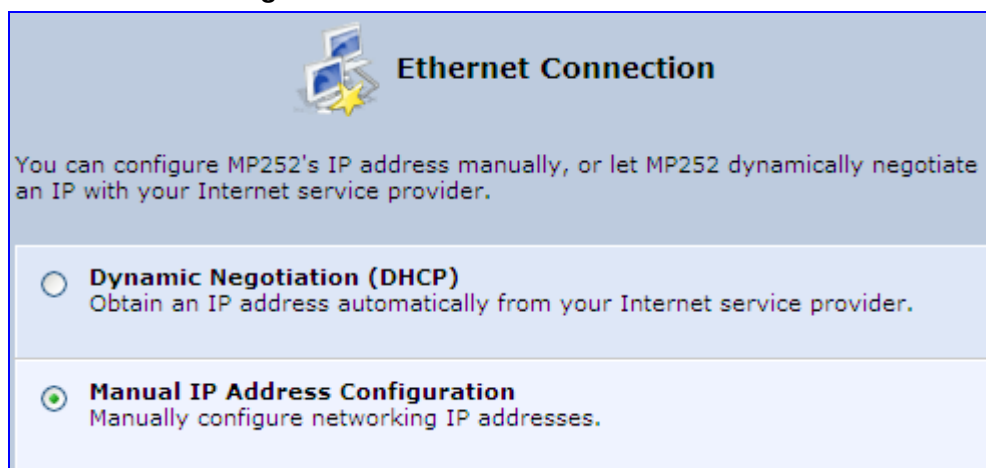 Ethernet Connection
You can configure MP252's IP address manually, or let MP252 dynamically negotiate
an IP with your Internet service provider.
Dynamic Negotiation (DHCP)
Obtain an IP address automatically from your Internet service provider.
Manual IP Address Configuration
Manually configure networking IP addresses.